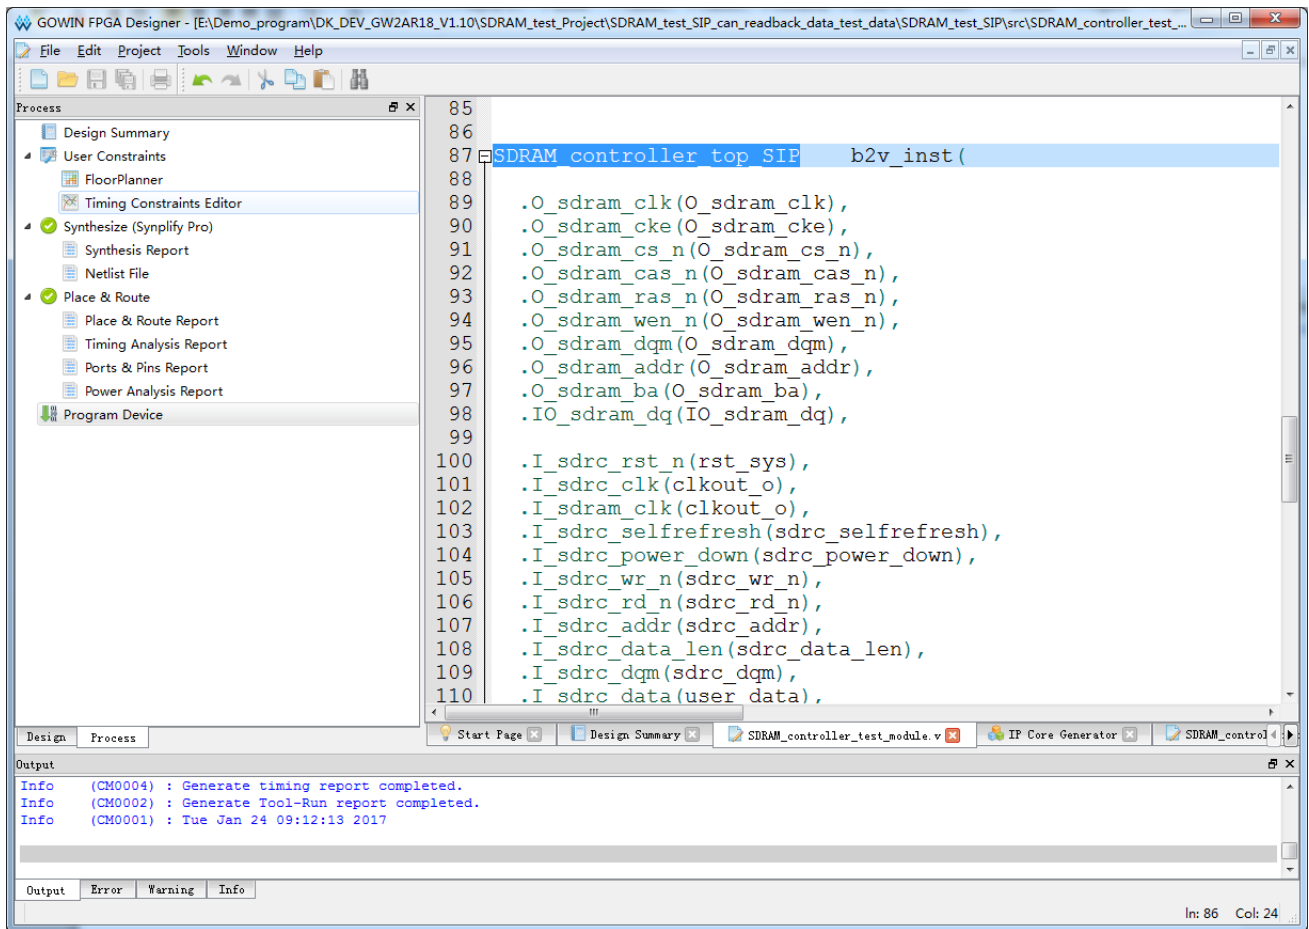 GOWIN FPGA Designer - [E:\Demo_program\DK_DEV_GW2AR18_V1.10\SDRAM_test_Project\SDRAM_test_SIP_can_readback_data_test_data\SDRAM_test_SIP\src\SDRAM_controller_test_...
File Edit Project Tools Window Help
Process
Design Summary
User Constraints
FloorPlanner
Timing Constraints Editor
Synthesize (Synplify Pro)
Synthesis Report
Netlist File
Place & Route
Place & Route Report
Timing Analysis Report
Ports & Pins Report
Power Analysis Report
Program Device
Design Process
85
86
87 SDRAM_controller_top_SIP b2v_inst(
88
89 .O_sdram_clk(O_sdram_clk),
90 .O_sdram_cke(O_sdram_cke),
91 .O_sdram_cs_n(O_sdram_cs_n),
92 .O_sdram_cas_n(O_sdram_cas_n),
93 .O_sdram_ras_n(O_sdram_ras_n),
94 .O_sdram_wen_n(O_sdram_wen_n),
95 .O_sdram_dqm(O_sdram_dqm),
96 .O_sdram_addr(O_sdram_addr),
97 .O_sdram_ba(O_sdram_ba),
98 .IO_sdram_dq(IO_sdram_dq),
99
100 .I_sdrc_rst_n(rst_sys),
101 .I_sdrc_clk(clkout_o),
102 .I_sdram_clk(clkout_o),
103 .I_sdrc_selfrefresh(sdrc_selfrefresh),
104 .I_sdrc_power_down(sdrc_power_down),
105 .I_sdrc_wr_n(sdrc_wr_n),
106 .I_sdrc_rd_n(sdrc_rd_n),
107 .I_sdrc_addr(sdrc_addr),
108 .I_sdrc_data_len(sdrc_data_len),
109 .I_sdrc_dqm(sdrc_dqm),
110 .I_sdrc_data(user_data),
Start Page Design Summary SDRAM_controller_test_module.v IP Core Generator SDRAM_control
Output
Info (CM0004) : Generate timing report completed.
Info (CM0002) : Generate Tool-Run report completed.
Info (CM0001) : Tue Jan 24 09:12:13 2017
Output Error Warning Info
ln: 86 Col: 24